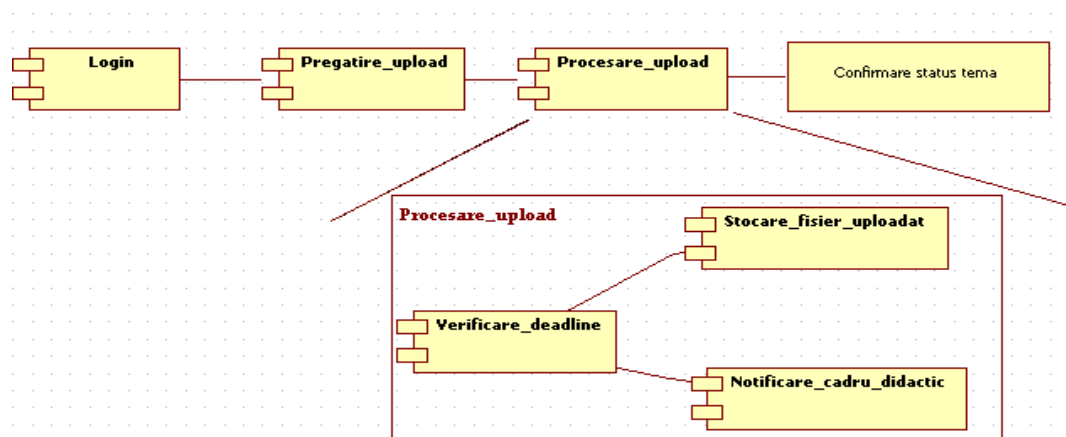 Login
Pregatire_upload
Procesare_upload
Confirmare status tema
Procesare_upload
Stocare_fisier_uploadat
Verificare_deadline
Notificare_cadru_didactic